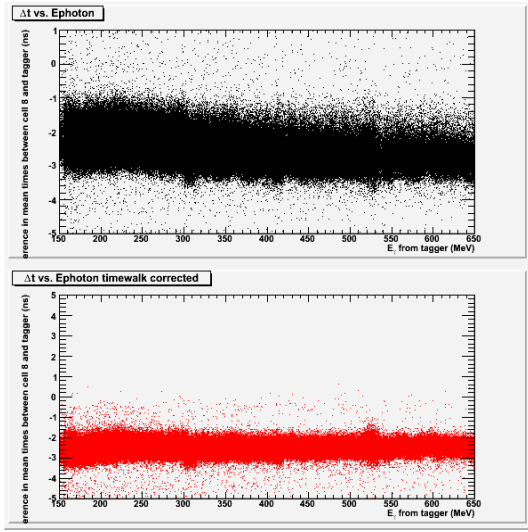 Δt vs. Ephoton
erence in mean times between cell 8 and tagger (ns)
1
0
-1
-2
-3
-4
-5
150 200 250 300 350 400 450 500 550 600 650
Eγ from tagger (MeV)
Δt vs. Ephoton timewalk corrected
erence in mean times between cell 8 and tagger (ns)
5
4
3
2
1
0
-1
-2
-3
-4
-5
150 200 250 300 350 400 450 500 550 600 650
Eγ from tagger (MeV)